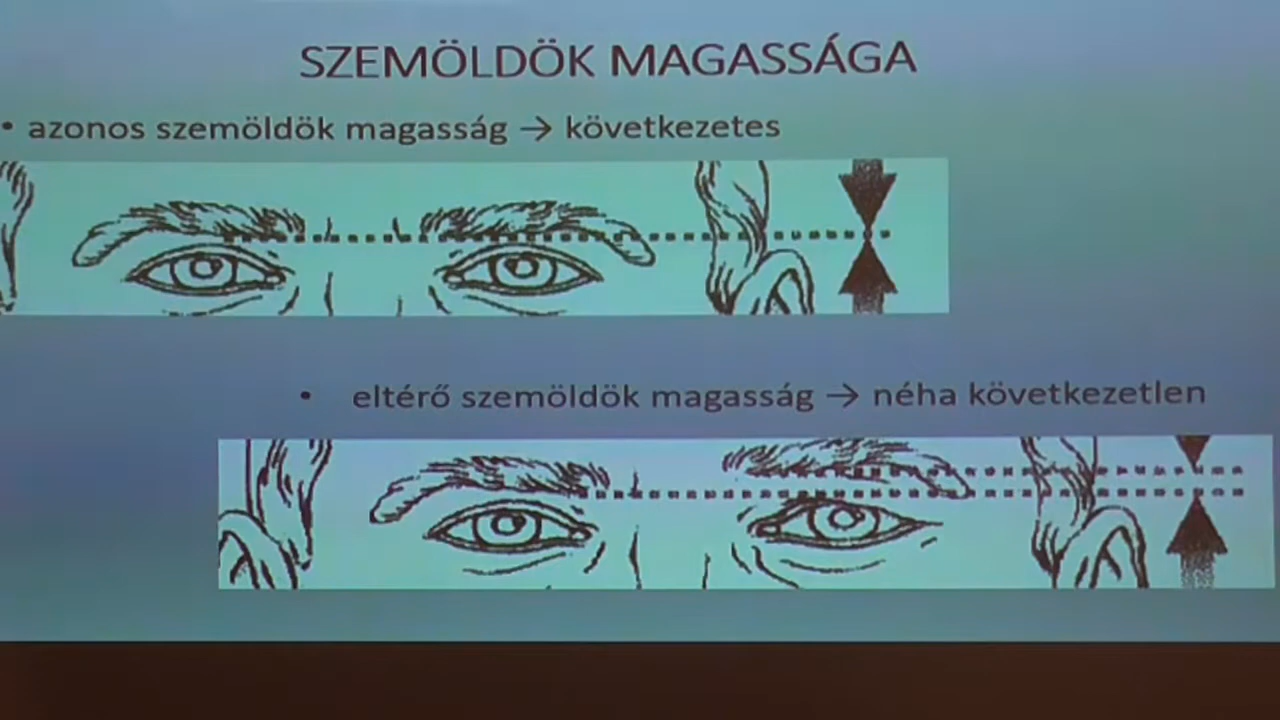 SZEMÖLDÖK MAGASSÁGA
• azonos szemöldök magasság → következetes
• eltérő szemöldök magasság → néha következetlen